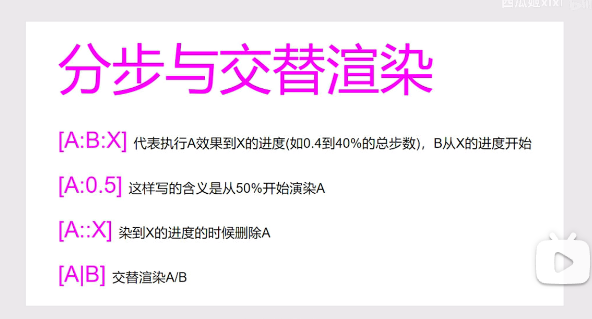 分步与交替渲染
[A:B:X] 代表执行A效果到X的进度(如0.4到40%的总步数)，B从X的进度开始
[A:0.5] 这样写的含义是从50%开始演染A
[A::X] 染到X的进度的时候删除A
[A|B] 交替渲染A/B